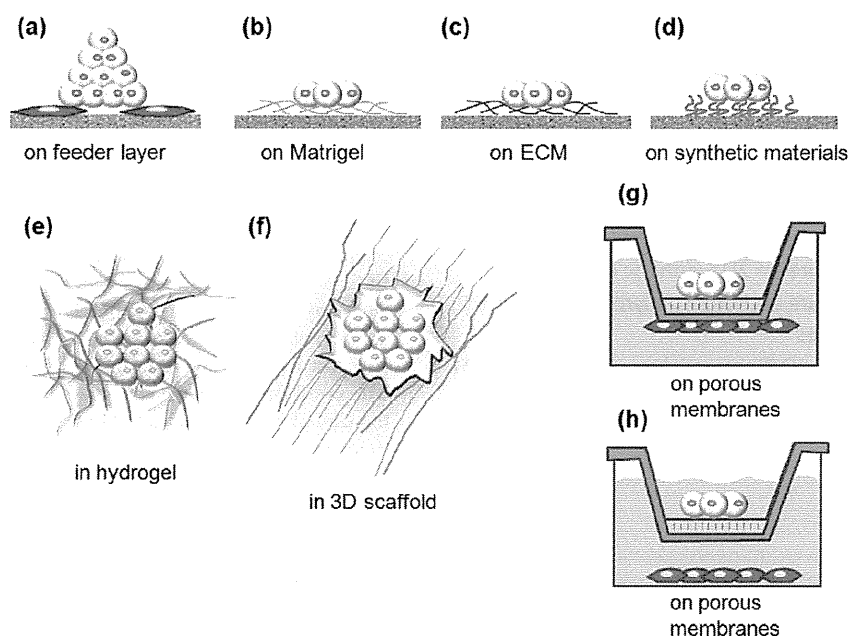 (a)
(b)
(c)
(d)
on feeder layer
on Matrigel
on ECM
on synthetic materials
(e)
(f)
(g)
in hydrogel
in 3D scaffold
on porous
membranes
(h)
on porous
membranes